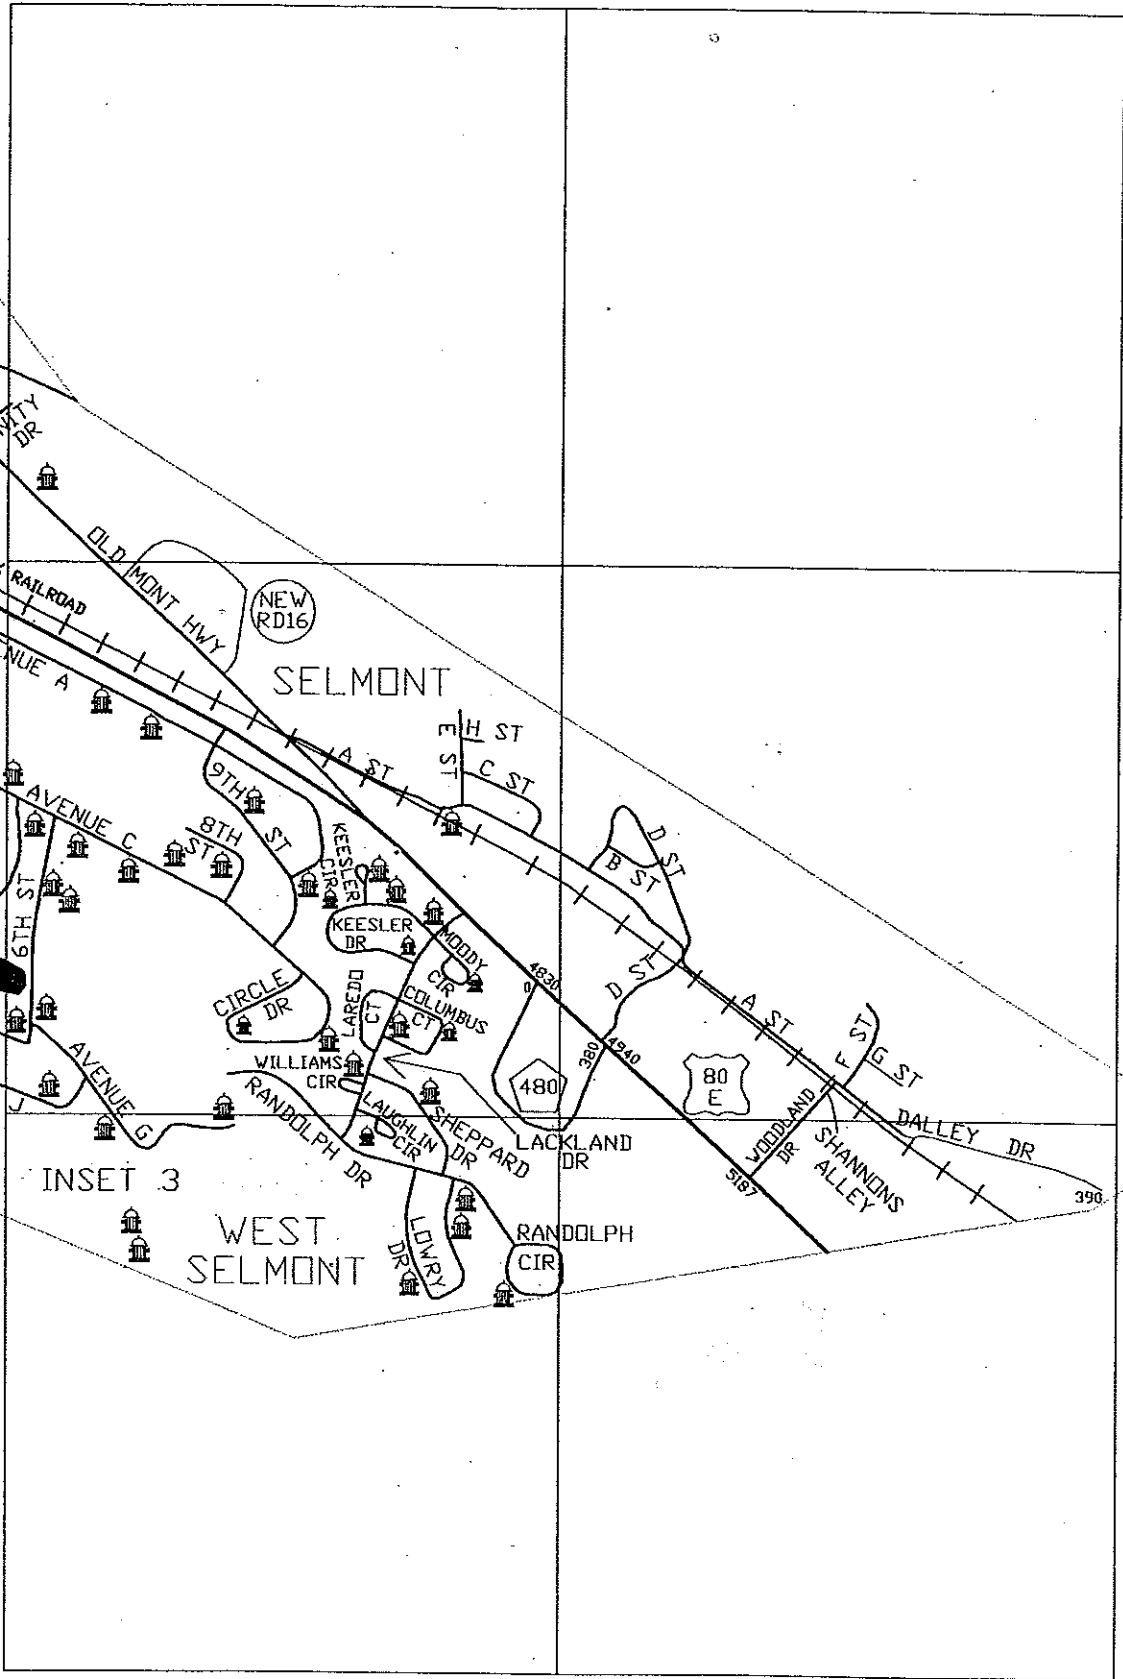 NITY
DR
OLD MONT HWY
RAILROAD
NEW
RD16
NUE A
SELMONT
H ST
E ST
C ST
A ST
9TH
ST
AVENUE C
8TH
ST
KEESLER
CIR
D ST
B ST
6TH ST
KEESLER
DR
MOODY
CIR
4830
0
D ST
LAREDO
CT
COLUMBUS
CT
CIRCLE
DR
A ST
F ST
G ST
380
4940
80
E
480
WILLIAMS
CIR
AVENUE G
J
RANDOLPH DR
LAUGHLIN
CIR
SHEPPARD
DR
LACKLAND
DR
WOODLAND
DR
SHANNONS
ALLEY
DALLEY
DR
5187
390
INSET 3
WEST
SELMONT
LOWRY
DR
RANDOLPH
CIR